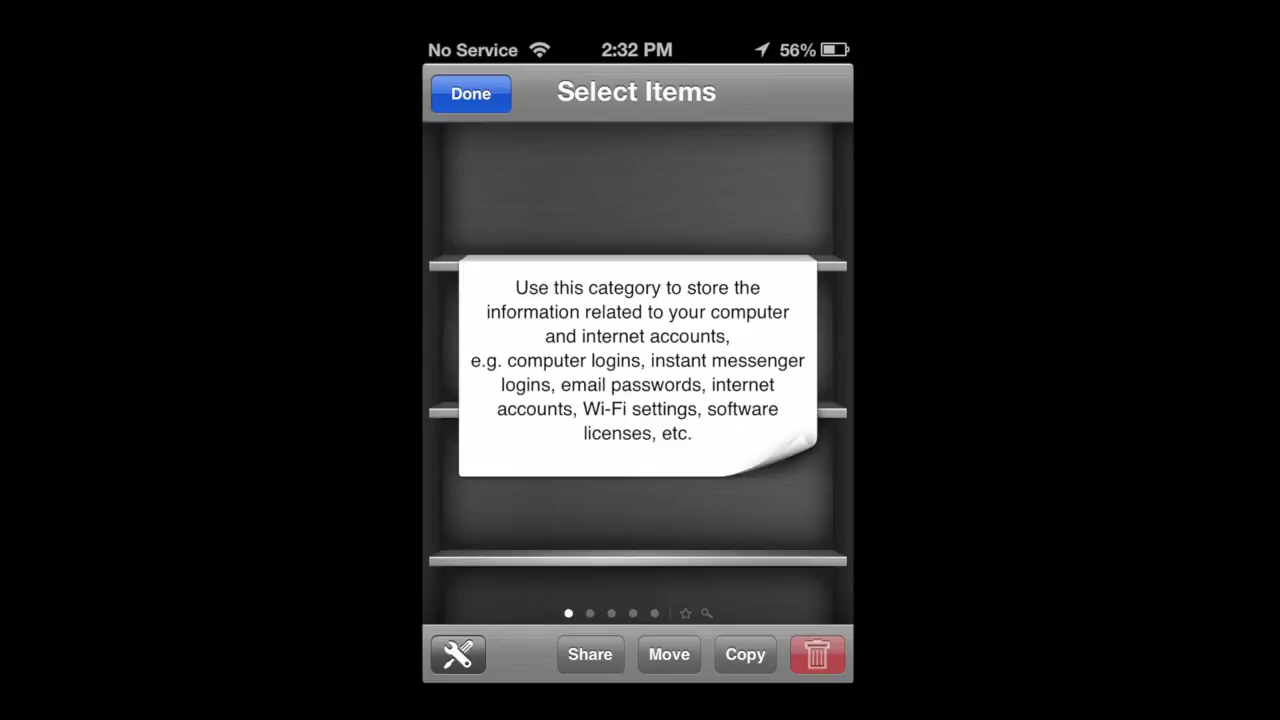 No Service 2:32 PM 56%
Done Select Items
Use this category to store the
information related to your computer
and internet accounts,
e.g. computer logins, instant messenger
logins, email passwords, internet
accounts, Wi-Fi settings, software
licenses, etc.
Share Move Copy